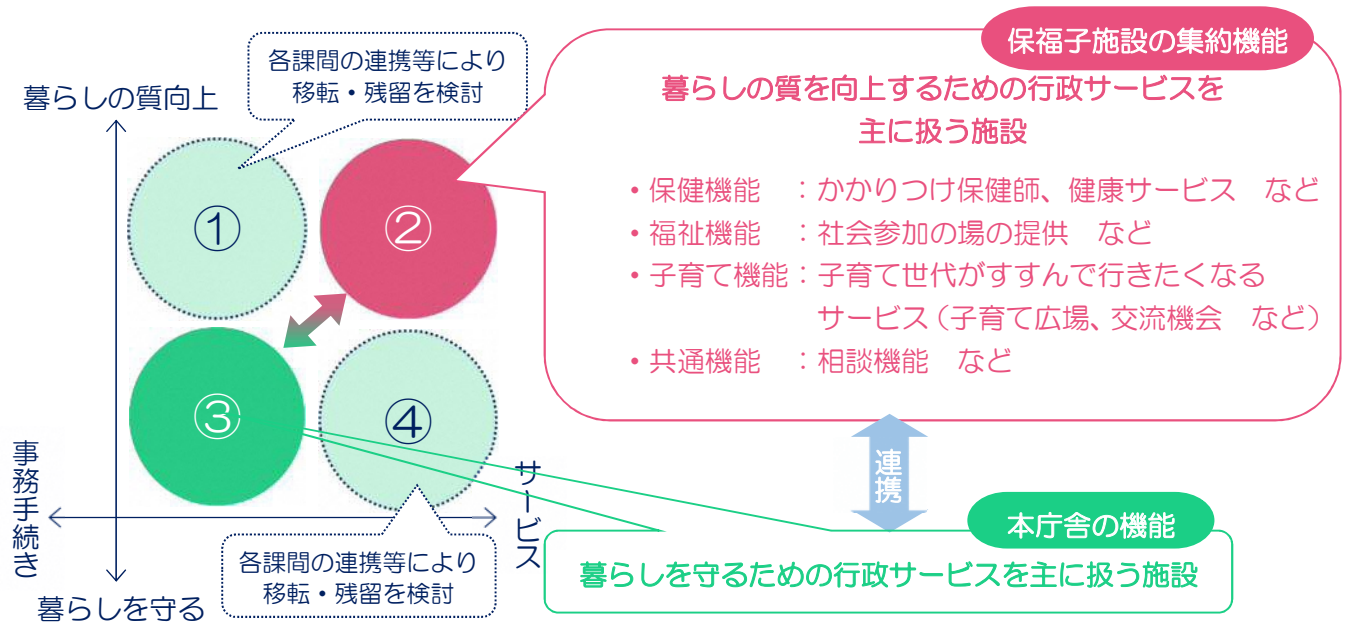 保福子施設の集約機能
暮らしの質を向上するための行政サービスを
主に扱う施設
・保健機能　：かかりつけ保健師、健康サービス　など
・福祉機能　：社会参加の場の提供　など
・子育て機能：子育て世代がすすんで行きたくなる
サービス（子育て広場、交流機会　など）
・共通機能　：相談機能　など
各課間の連携等により
移転・残留を検討
暮らしの質向上
①
②
③
④
事務手続き
サービス
暮らしを守る
各課間の連携等により
移転・残留を検討
連携
本庁舎の機能
暮らしを守るための行政サービスを主に扱う施設